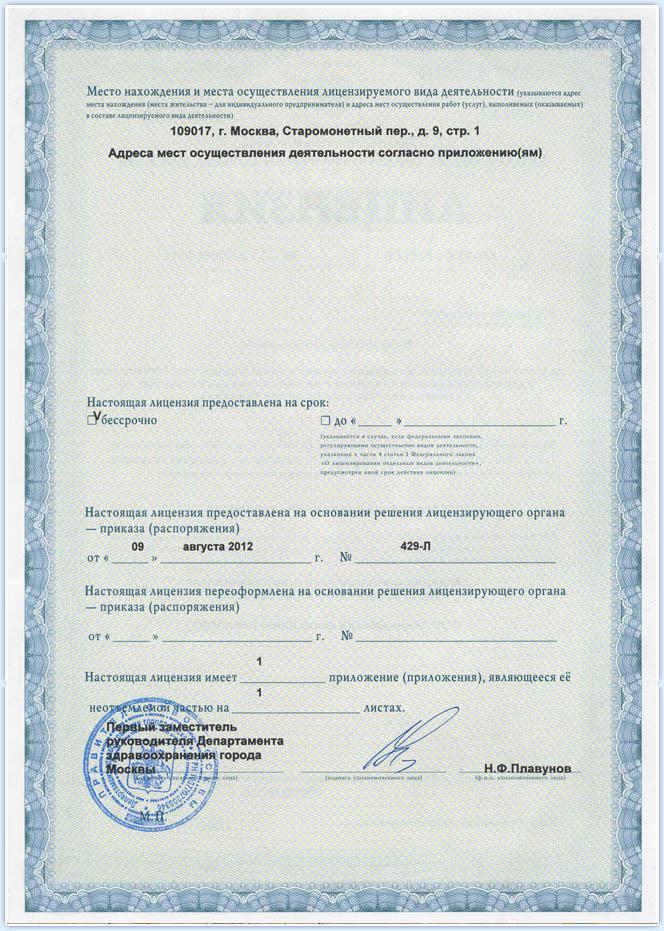 Место нахождения и места осуществления лицензируемого вида деятельности (указываются адрес
места нахождения (места жительства – для индивидуального предпринимателя) и адреса мест осуществления работ (услуг), выполняемых (оказываемых)
в составе лицензируемого вида деятельности)
109017, г. Москва, Старомонетный пер., д. 9, стр. 1
Адреса мест осуществления деятельности согласно приложению(ям)
Настоящая лицензия предоставлена на срок:
☐ V бессрочно ☐ до « ______ » ____________________ г.
(указывается в случае, если федеральными законами,
регулирующими осуществление видов деятельности,
указанных в части 4 статьи 1 Федерального закона
«О лицензировании отдельных видов деятельности»,
предусмотрен иной срок действия лицензии)
Настоящая лицензия предоставлена на основании решения лицензирующего органа
— приказа (распоряжения)
от « 09 » августа 2012 г. № 429-Л
Настоящая лицензия переоформлена на основании решения лицензирующего органа
— приказа (распоряжения)
от « ______ » ____________________ г. № ____________________
Настоящая лицензия имеет 1 приложение (приложения), являющееся её
неотъемлемой частью на 1 листах.
Первый заместитель
руководителя Департамента
здравоохранения города
Москвы
(подпись уполномоченного лица)
Н.Ф.Плавунов
(ф.и.о. уполномоченного лица)
М.П.